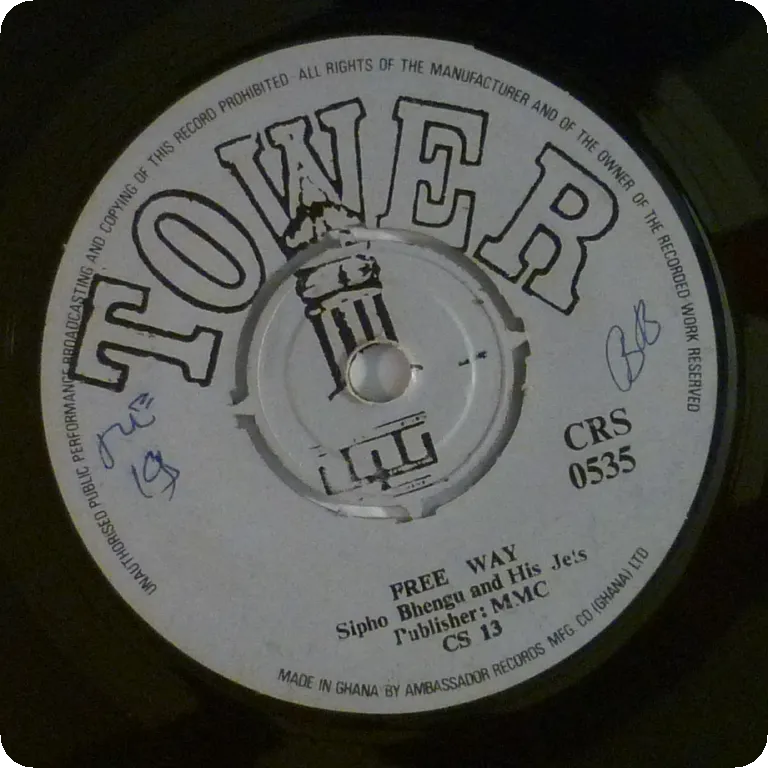 UNAUTHORISED PUBLIC PERFORMANCE BROADCASTING AND COPYING OF THIS RECORD PROHIBITED - ALL RIGHTS OF THE MANUFACTURER AND OF THE OWNER OF THE RECORDED WORK RESERVED
TOWER
BB
CRS
0535
19
FREE WAY
Sipho Bhengu and His Jets
Publisher: MMC
CS 13
MADE IN GHANA BY AMBASSADOR RECORDS MFG. CO (GHANA) LTD